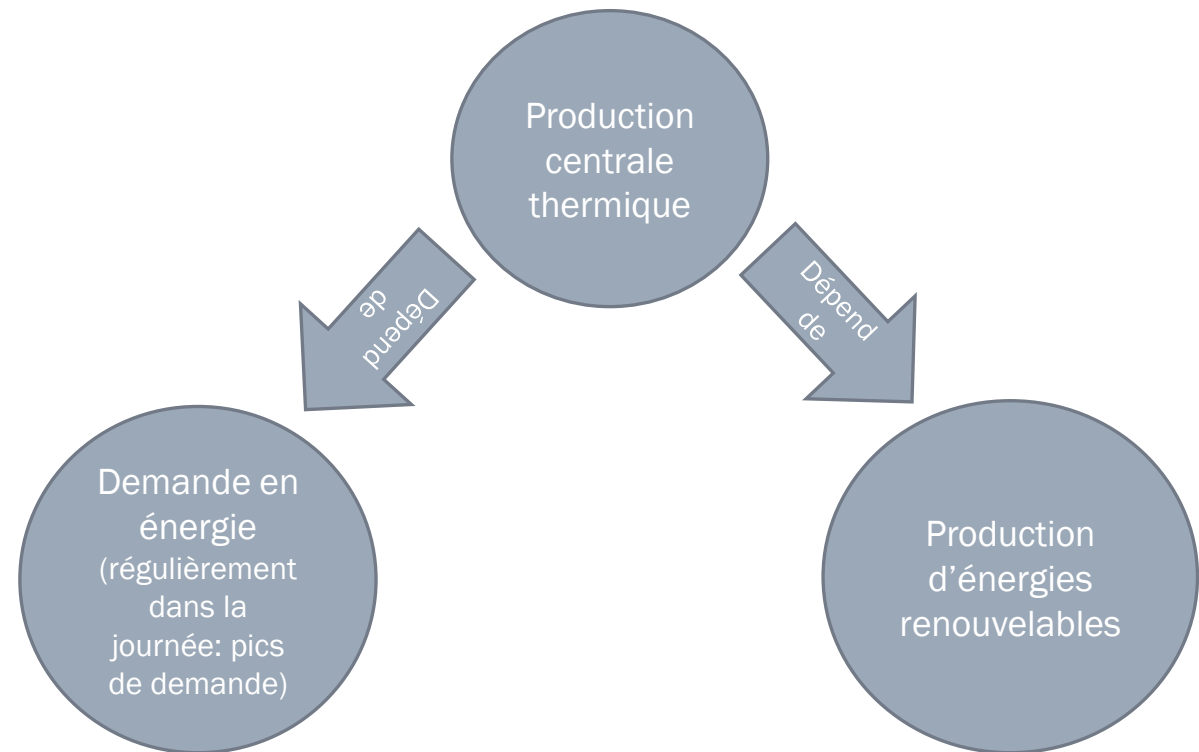 Production
centrale
thermique
Dépend
de
Dépend
de
Demande en
énergie
(régulièrement
dans la
journée: pics
de demande)
Production
d’énergies
renouvelables